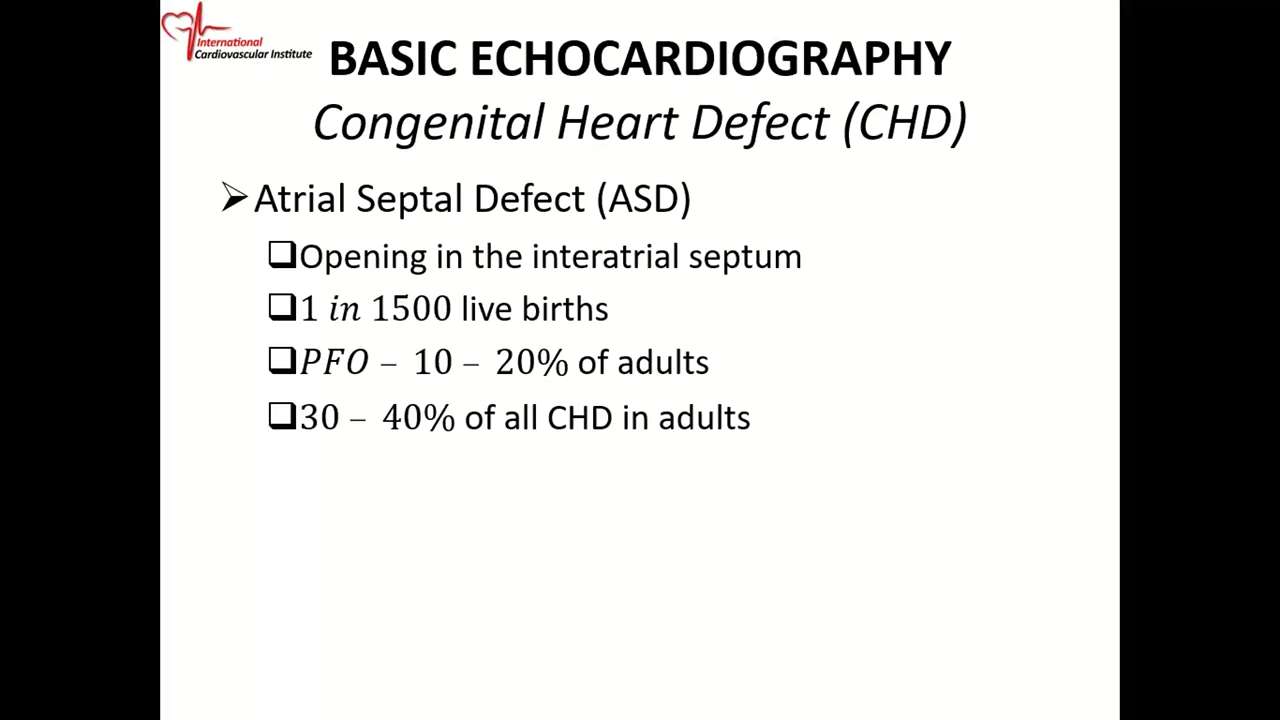 International
Cardiovascular Institute
BASIC ECHOCARDIOGRAPHY
Congenital Heart Defect (CHD)
Atrial Septal Defect (ASD)
Opening in the interatrial septum
1 in 1500 live births
PFO – 10 – 20% of adults
30 – 40% of all CHD in adults